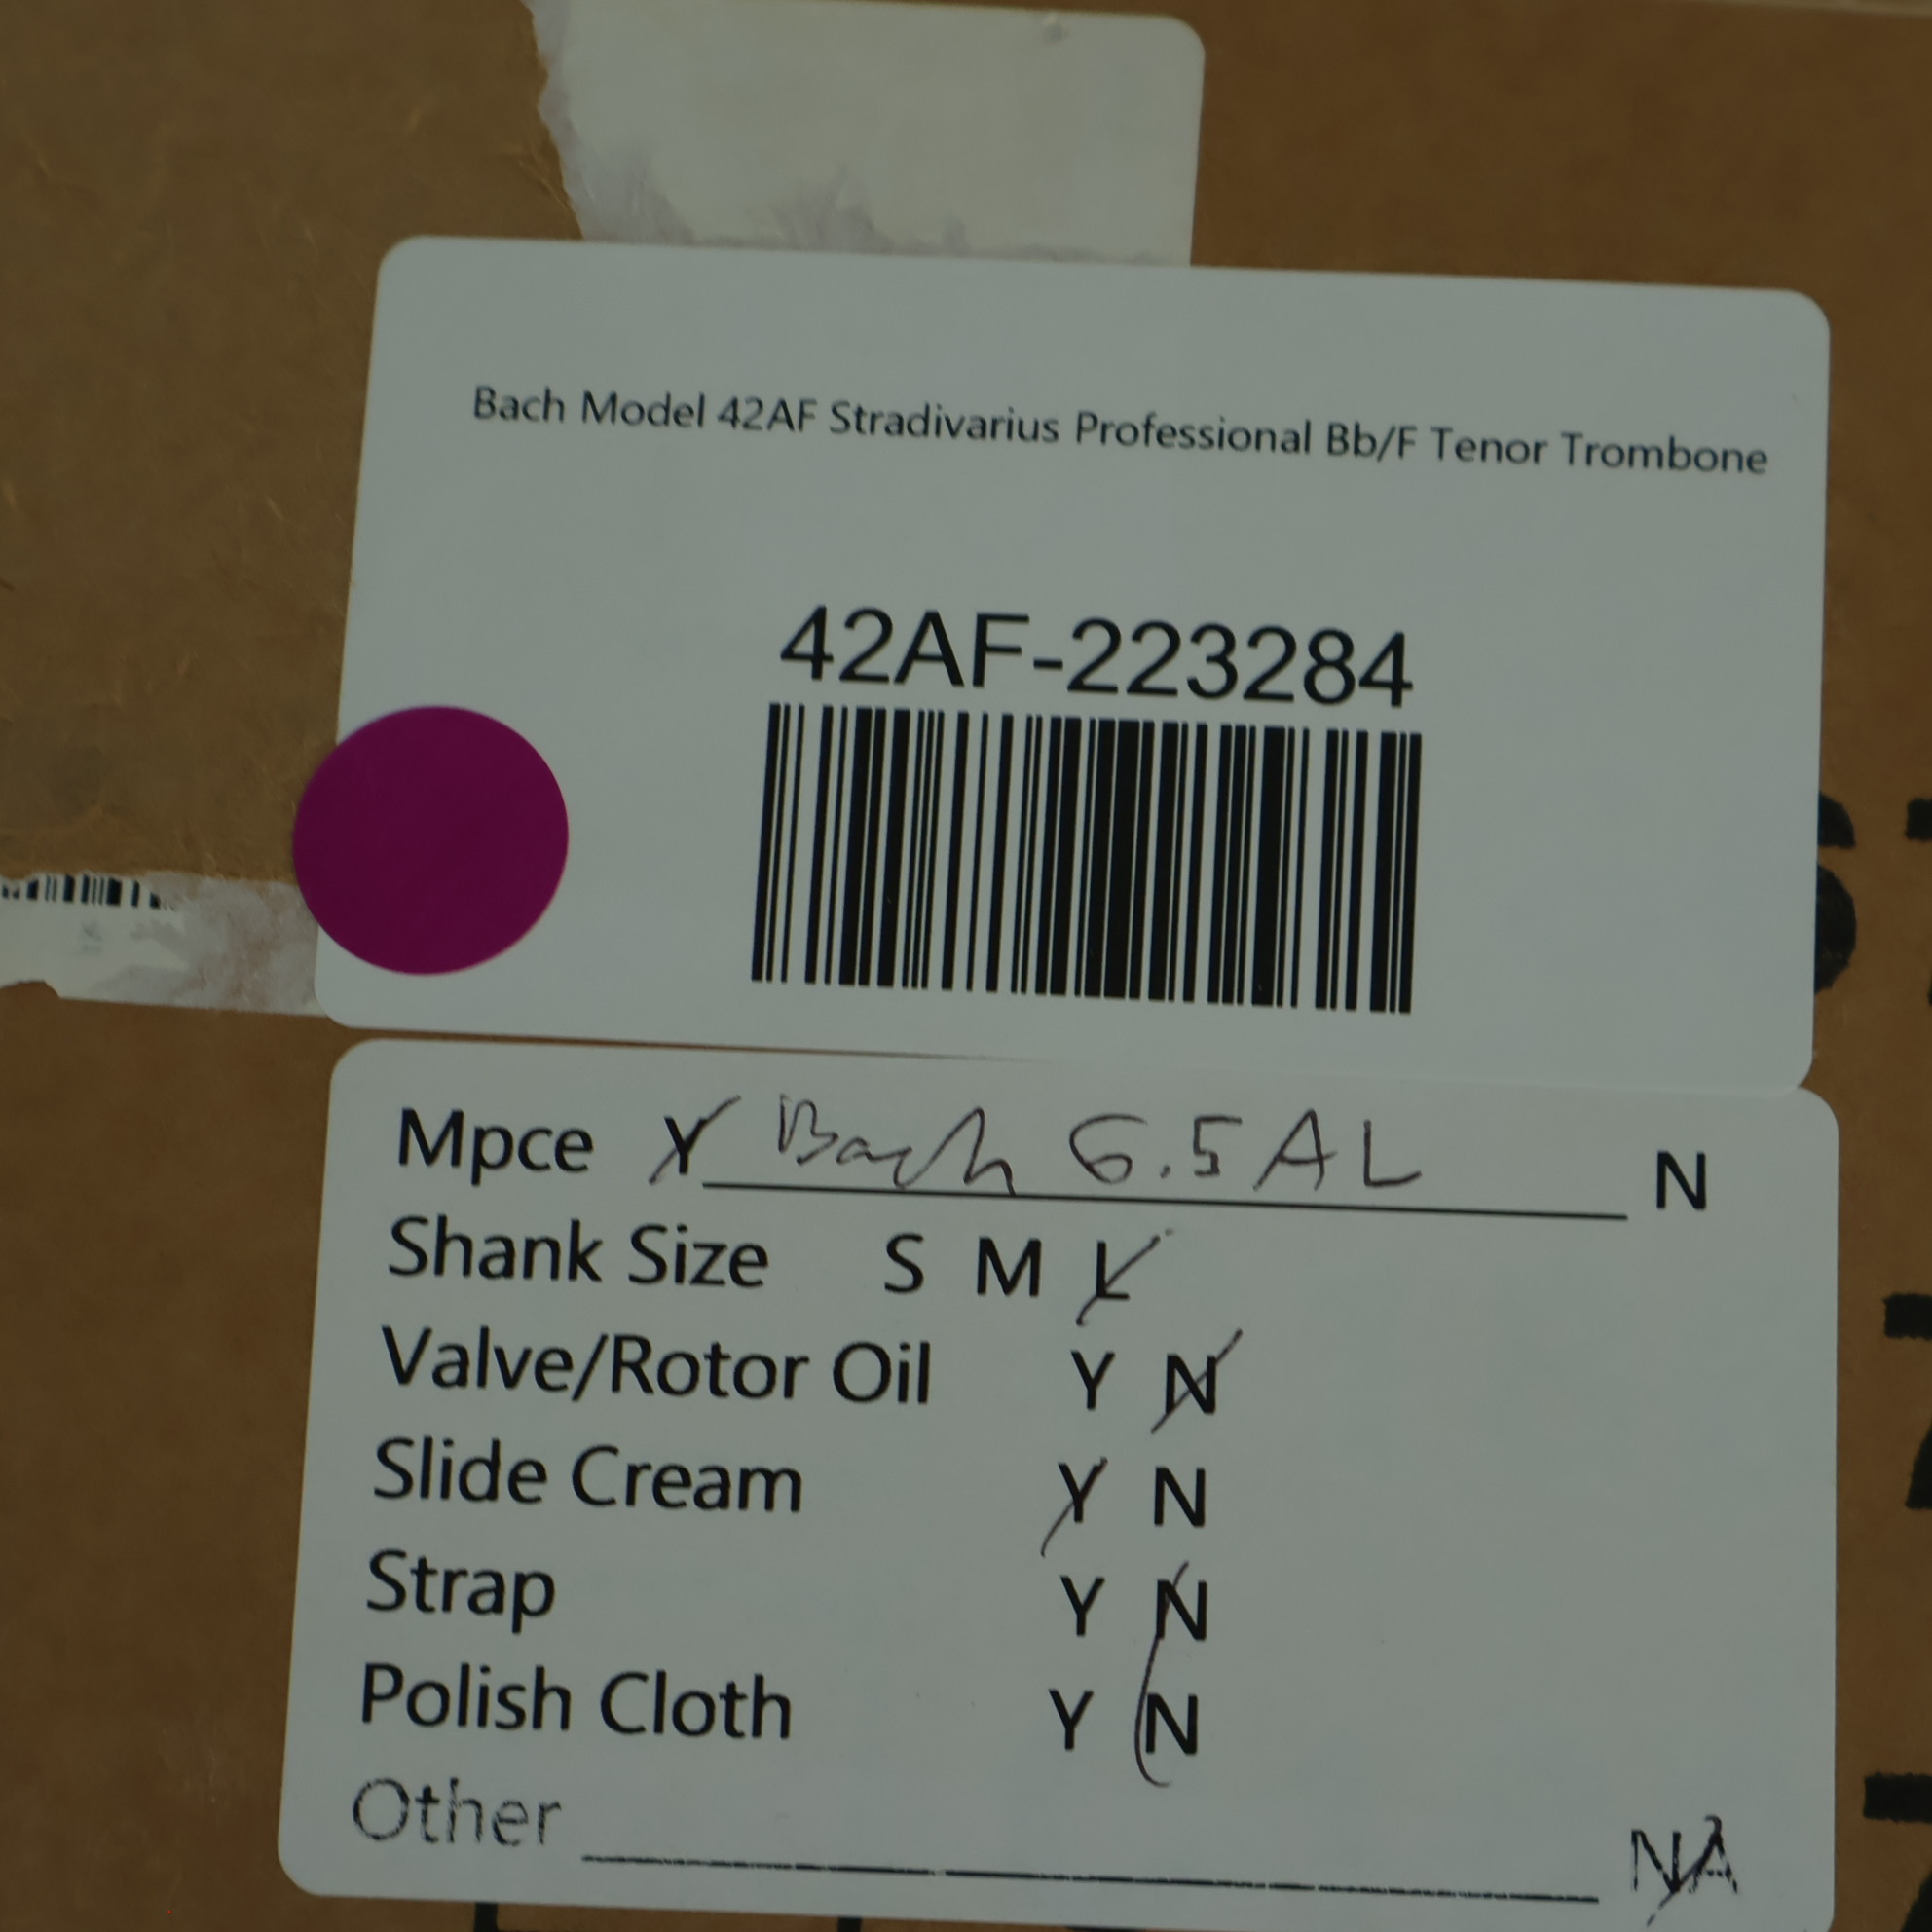 Bach Model 42AF Stradivarius Professional Bb/F Tenor Trombone
42AF-223284
Mpce Y Bach 6.5AL N
Shank Size S M L
Valve/Rotor Oil Y N
Slide Cream Y N
Strap Y N
Polish Cloth Y N
Other NA